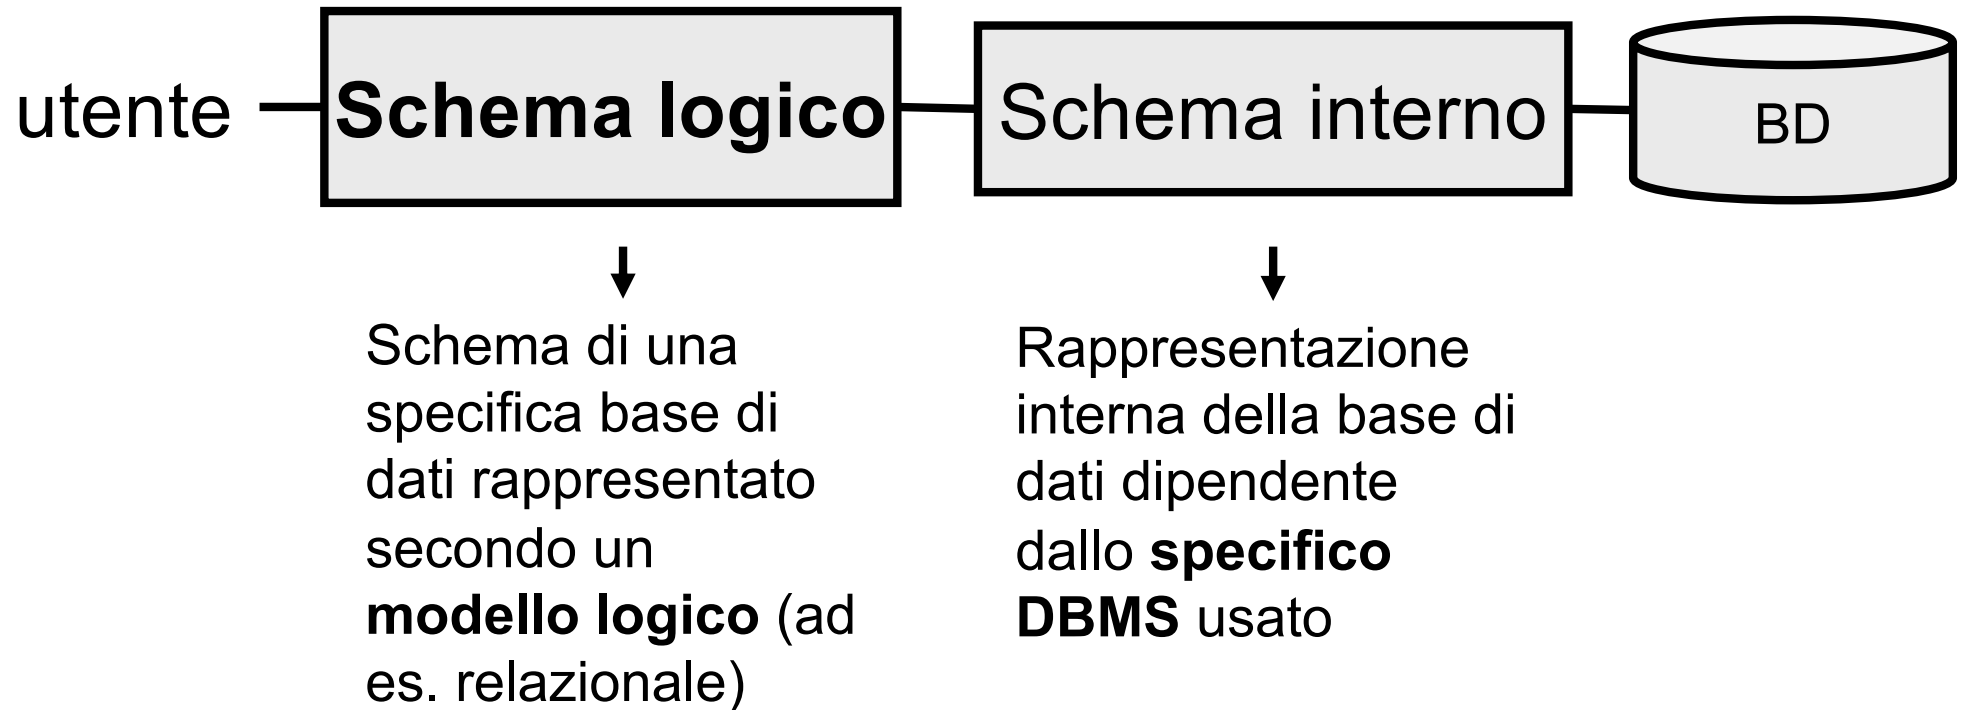 utente
Schema logico
Schema interno
BD
Schema di una
specifica base di
dati rappresentato
secondo un
modello logico (ad
es. relazionale)
Rappresentazione
interna della base di
dati dipendente
dallo specifico
DBMS usato